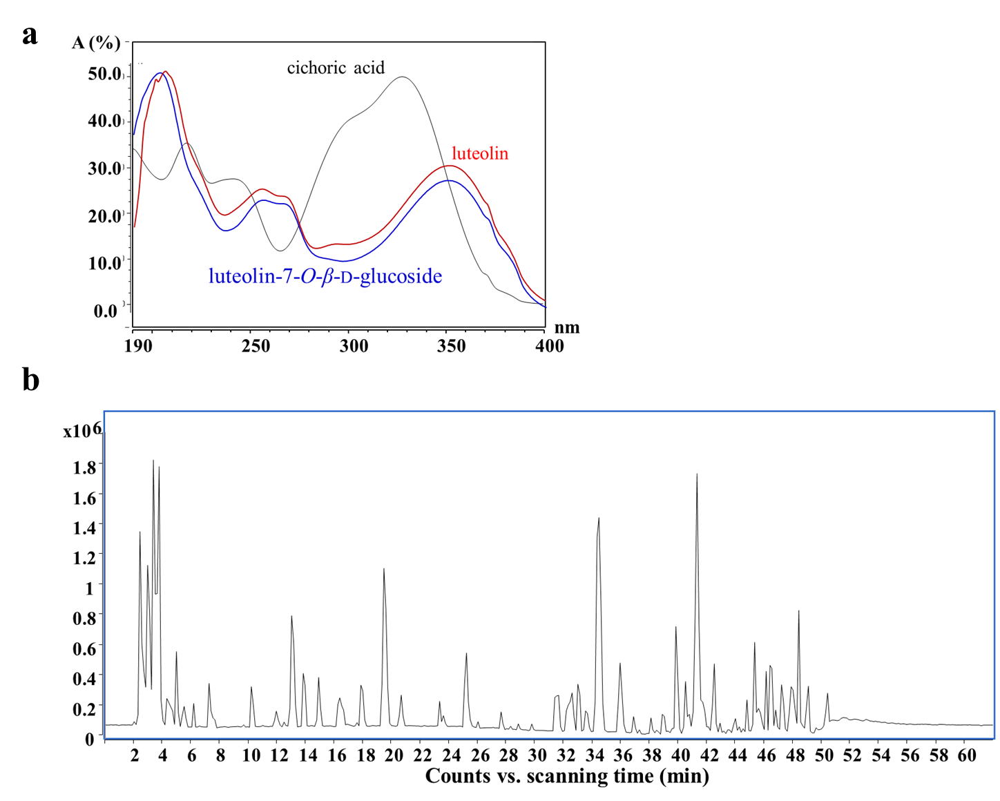 a
A (%)
cichoric acid
50.0
40.0
luteolin
30.0
20.0
10.0
luteolin-7-O-β-D-glucoside
0.0
nm
190 250 300 350 400
b
x10⁶
1.8
1.6
1.4
1.2
1
0.8
0.6
0.4
0.2
0
2 4 6 8 10 12 14 16 18 20 22 24 26 28 30 32 34 36 38 40 42 44 46 48 50 52 54 56 58 60
Counts vs. scanning time (min)